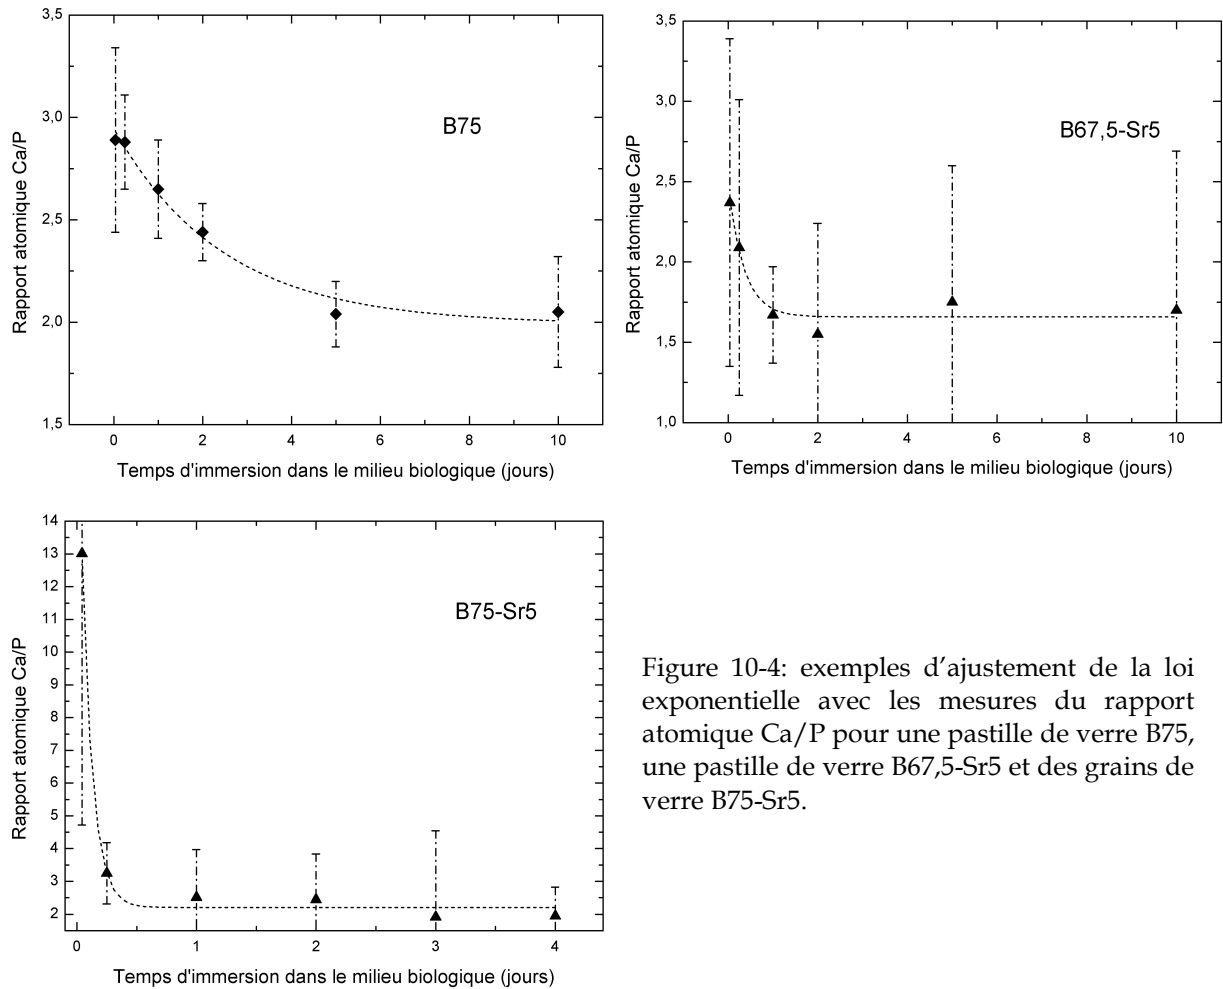 3,5
3,0
2,5
2,0
1,5
Rapport atomique Ca/P
B75
0 2 4 6 8 10
Temps d'immersion dans le milieu biologique (jours)
3,5
3,0
2,5
2,0
1,5
1,0
Rapport atomique Ca/P
B67,5-Sr5
0 2 4 6 8 10
Temps d'immersion dans le milieu biologique (jours)
14
13
12
11
10
9
8
7
6
5
4
3
2
Rapport atomique Ca/P
B75-Sr5
0 1 2 3 4
Temps d'immersion dans le milieu biologique (jours)
Figure 10-4: exemples d’ajustement de la loi
exponentielle avec les mesures du rapport
atomique Ca/P pour une pastille de verre B75,
une pastille de verre B67,5-Sr5 et des grains de
verre B75-Sr5.